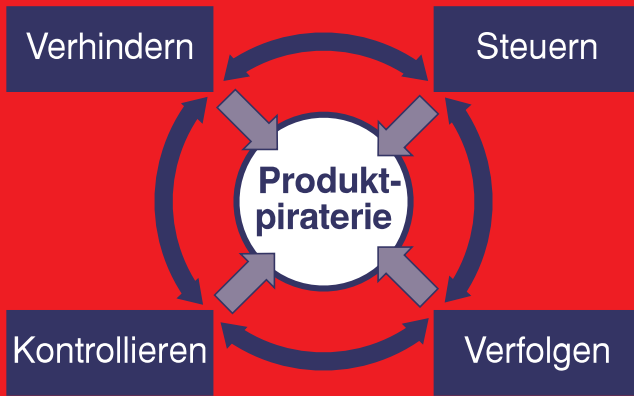 Verhindern
Steuern
Produkt-
piraterie
Kontrollieren
Verfolgen